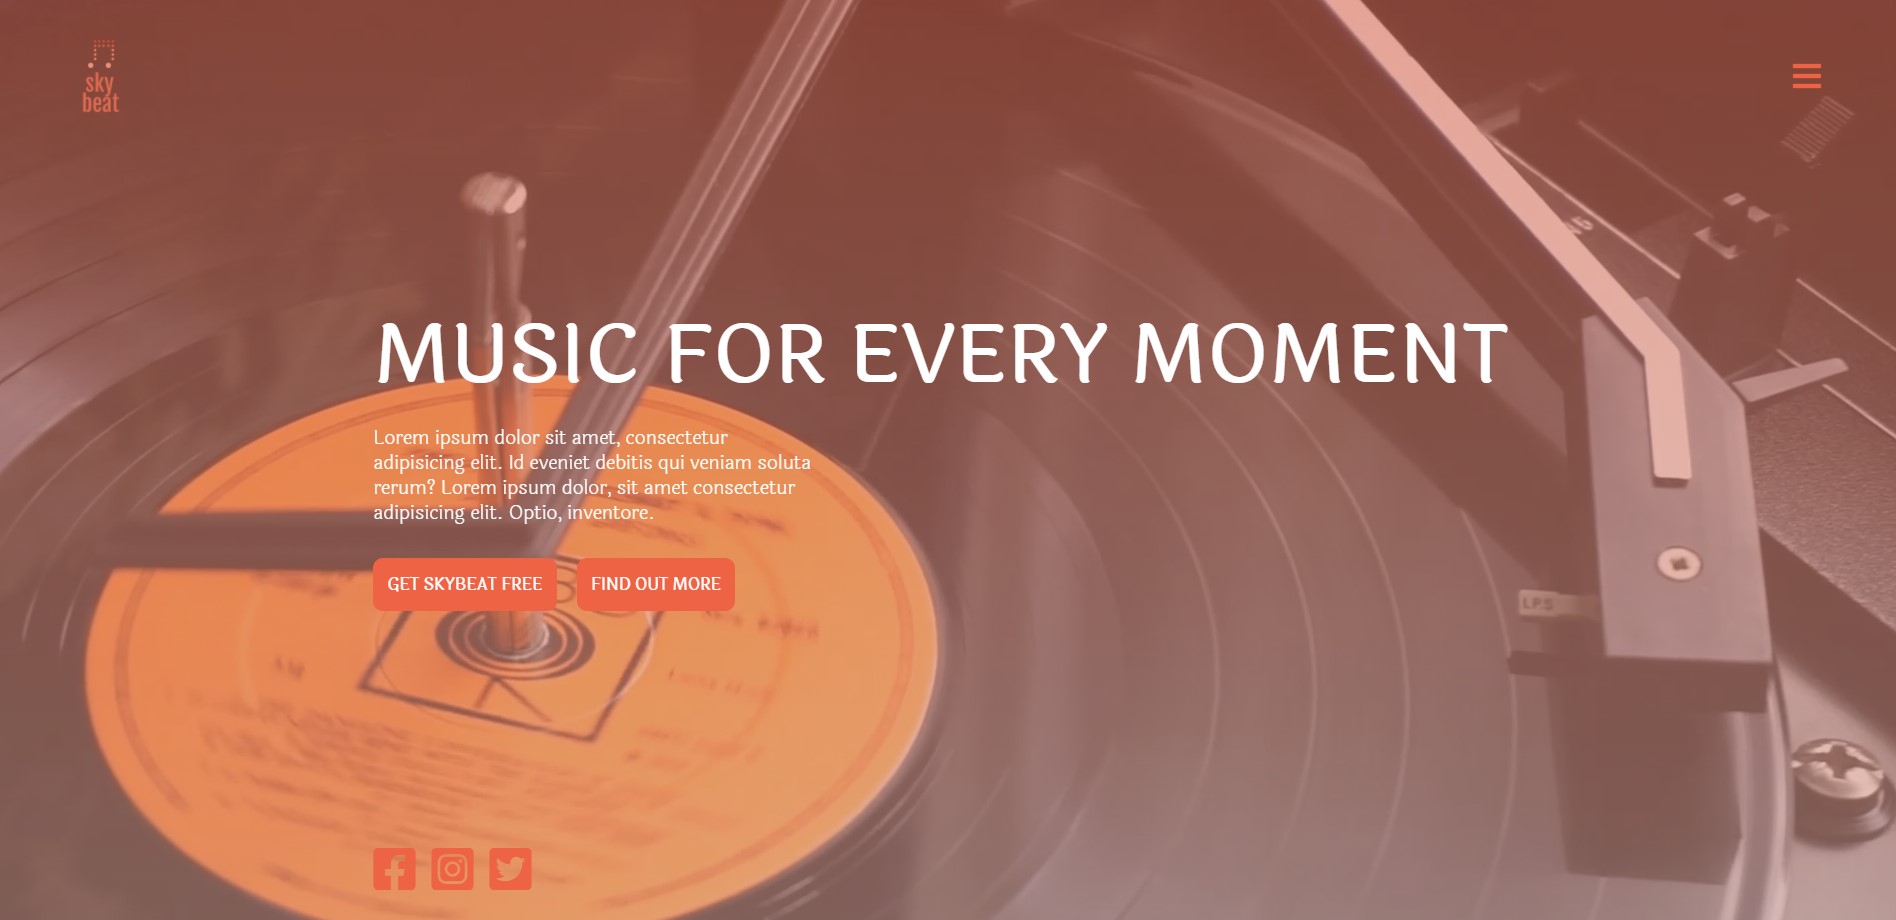 sky
beat
MUSIC FOR EVERY MOMENT
Lorem ipsum dolor sit amet, consectetur
adipisicing elit. Id eveniet debitis qui veniam soluta
rerum? Lorem ipsum dolor, sit amet consectetur
adipisicing elit. Optio, inventore.
GET SKYBEAT FREE
FIND OUT MORE